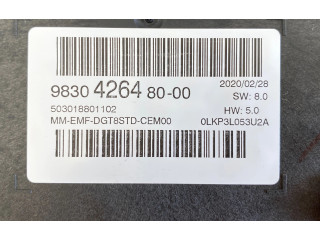 9830 4264 80-00
2020/02/28
SW: 8.0
503018801102
HW: 5.0
MM-EMF-DGT8STD-CEM00
0LKP3L053U2A